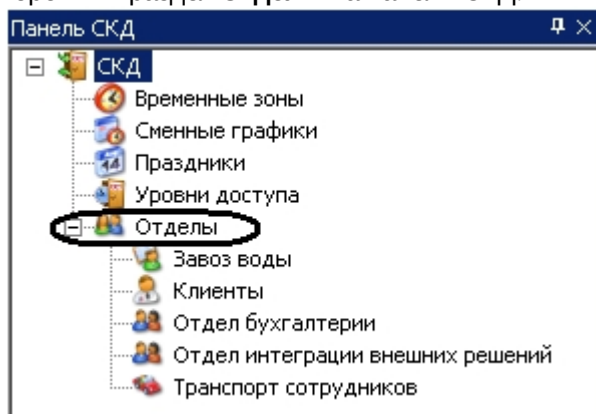 Панель СКД
СКД
Временные зоны
Сменные графики
Праздники
Уровни доступа
Отделы
Завоз воды
Клиенты
Отдел бухгалтерии
Отдел интеграции внешних решений
Транспорт сотрудников